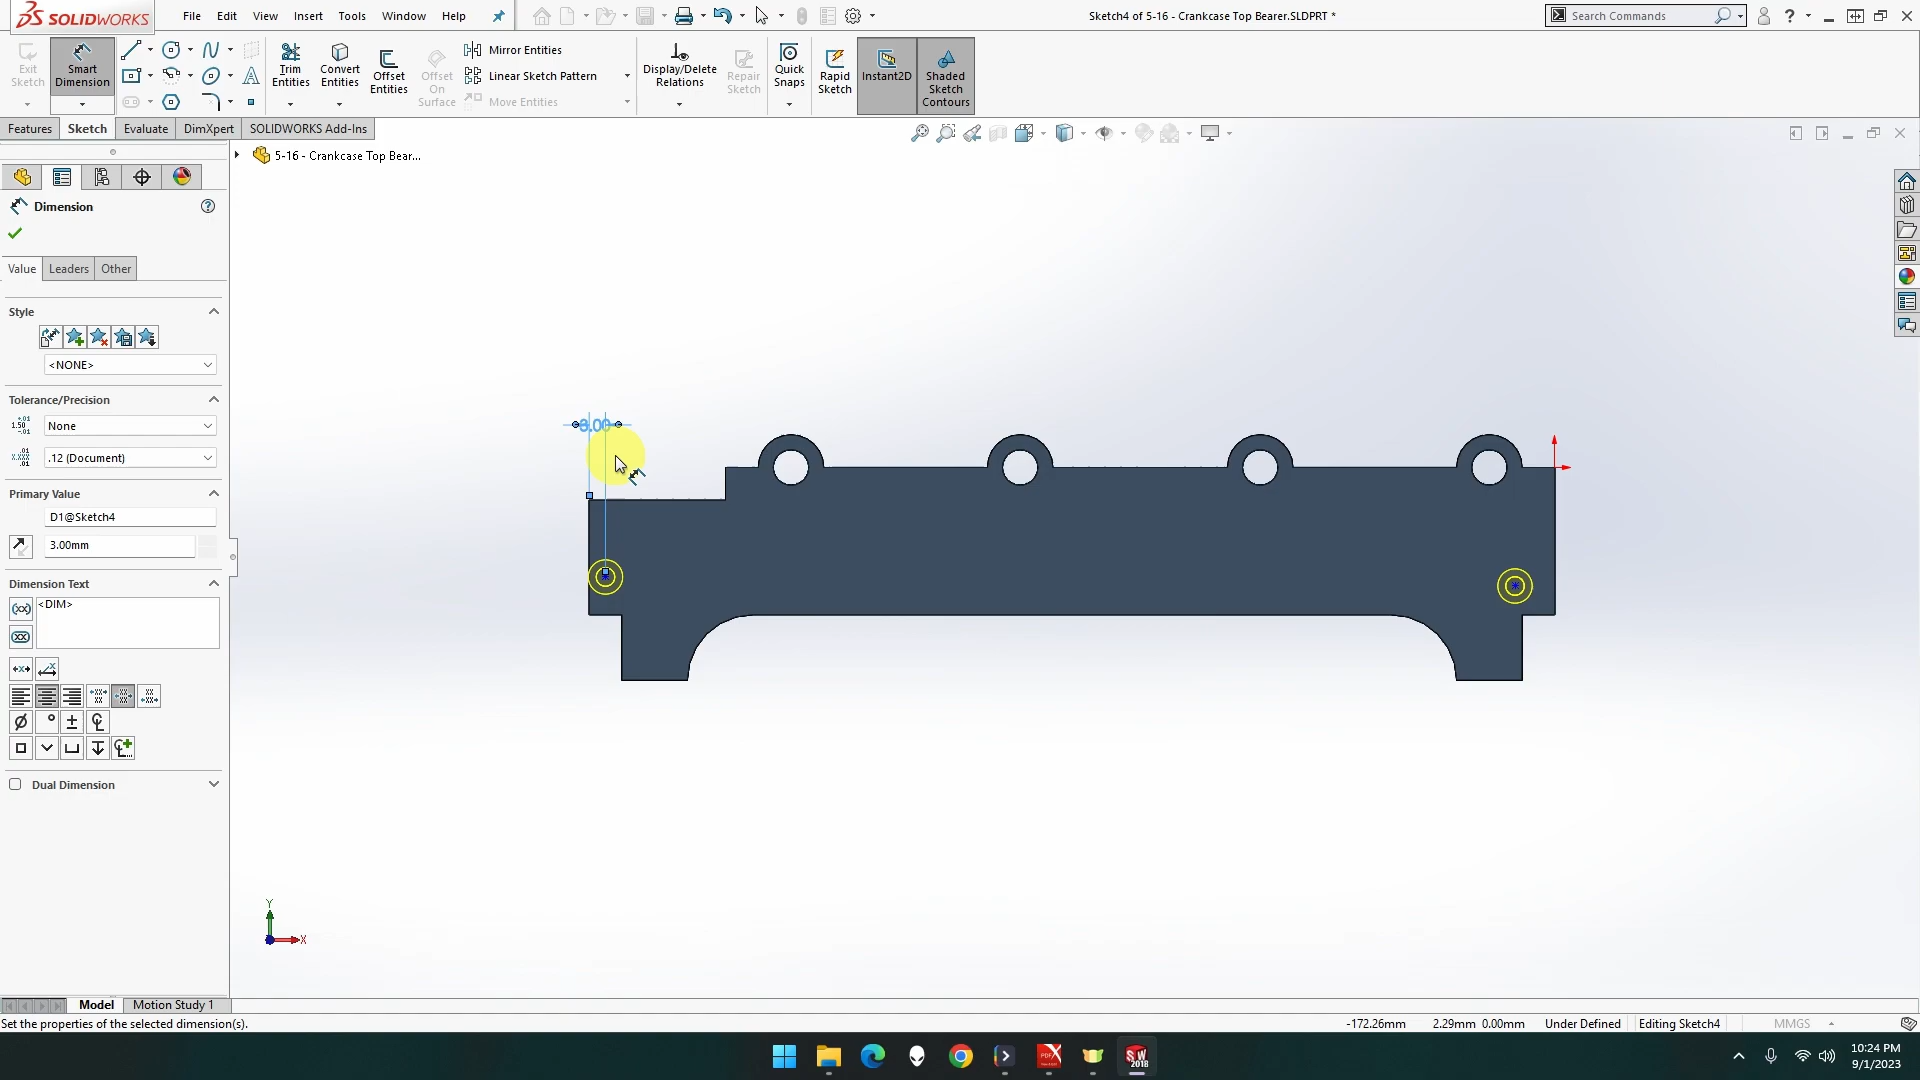 SOLIDWORKS
File Edit View Insert Tools Window Help
Sketch4 of 5-16 - Crankcase Top Bearer.SLDPRT *
Search Commands
?
Exit Sketch
Smart Dimension
Trim Entities
Convert Entities
Offset Entities
Offset On Surface
Mirror Entities
Linear Sketch Pattern
Move Entities
Display/Delete Relations
Repair Sketch
Quick Snaps
Rapid Sketch
Instant2D
Shaded Sketch Contours
Features Sketch Evaluate DimXpert SOLIDWORKS Add-Ins
5-16 - Crankcase Top Bear...
Dimension
Value Leaders Other
Style
<NONE>
Tolerance/Precision
None
.12 (Document)
Primary Value
D1@Sketch4
3.00mm
Dimension Text
<DIM>
Dual Dimension
3.00
Y
X
Model Motion Study 1
Set the properties of the selected dimension(s).
-172.26mm 2.29mm 0.00mm Under Defined Editing Sketch4 MMGS
10:24 PM
9/1/2023